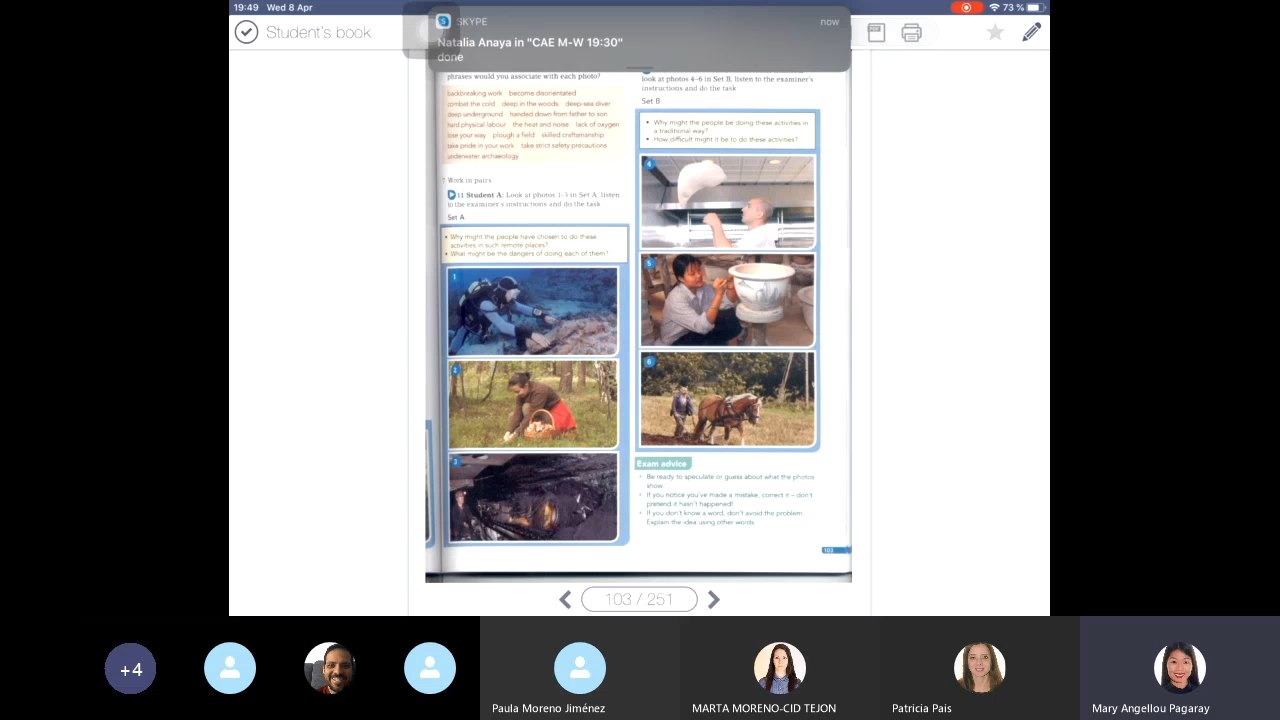 19:49 Wed 8 Apr
73 %
Student's book
SKYPE
now
Natalia Anaya in "CAE M-W 19:30"
done
phrases would you associate with each photo?
backbreaking work become disorientated
combat the cold deep in the woods deep-sea diver
deep underground handed down from father to son
hard physical labour the heat and noise lack of oxygen
lose your way plough a field skilled craftsmanship
take pride in your work take strict safety precautions
underwater archaeology
Work in pairs.
11 Student A: Look at photos 1–3 in Set A, listen
to the examiner's instructions and do the task
Set A
• Why might the people have chosen to do these
activities in such remote places?
• What might be the dangers of doing each of them?
1
2
3
look at photos 4–6 in Set B, listen to the examiner's
instructions and do the task
Set B
• Why might the people be doing these activities in
a traditional way?
• How difficult might it be to do these activities?
4
5
6
Exam advice
• Be ready to speculate or guess about what the photos
show.
• If you notice you've made a mistake, correct it – don't
pretend it hasn't happened!
• If you don't know a word, don't avoid the problem.
Explain the idea using other words.
103
103 / 251
+4
Paula Moreno Jiménez
MARTA MORENO-CID TEJON
Patricia Pais
Mary Angellou Pagaray